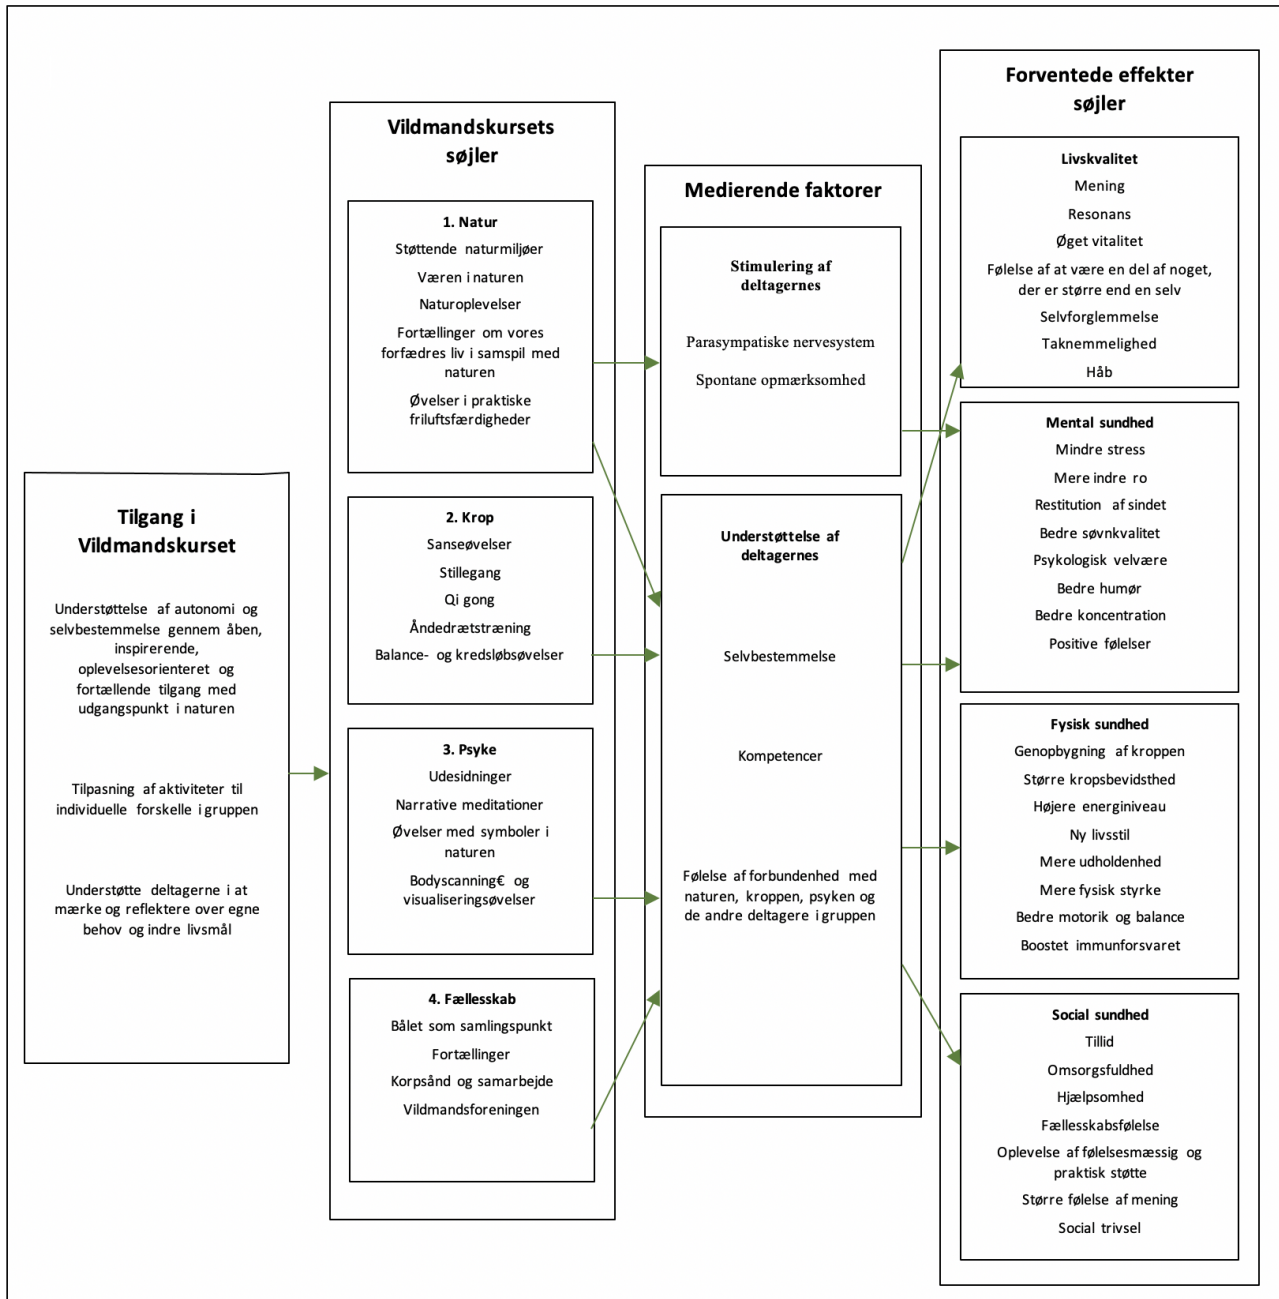 Tilgang i
Vildmandskurset
Understøttelse af autonomi og
selvbestemmelse gennem åben,
inspirerende,
oplevelsesorienteret og
fortællende tilgang med
udgangspunkt i naturen
Tilpasning af aktiviteter til
individuelle forskelle i gruppen
Understøtte deltagerne i at
mærke og reflektere over egne
behov og indre livsmål
Vildmandskursets
søjler
1. Natur
Støttende naturmiljøer
Væren i naturen
Naturoplevelser
Fortællinger om vores
forfædres liv i samspil med
naturen
Øvelser i praktiske
friluftsfærdigheder
2. Krop
Sanseøvelser
Stillegang
Qi gong
Åndedrætstræning
Balance- og kredsløbsøvelser
3. Psyke
Udesidninger
Narrative meditationer
Øvelser med symboler i
naturen
Bodyscanning€ og
visualiseringsøvelser
4. Fællesskab
Bålet som samlingspunkt
Fortællinger
Korpsånd og samarbejde
Vildmandsforeningen
Medierende faktorer
Stimulering af
deltagernes
Parasympatiske nervesystem
Spontane opmærksomhed
Understøttelse af
deltagernes
Selvbestemmelse
Kompetencer
Følelse af forbundenhed med
naturen, kroppen, psyken og
de andre deltagere i gruppen
Forventede effekter
søjler
Livskvalitet
Mening
Resonans
Øget vitalitet
Følelse af at være en del af noget,
der er større end en selv
Selvforglemmelse
Taknemmelighed
Håb
Mental sundhed
Mindre stress
Mere indre ro
Restitution af sindet
Bedre søvnkvalitet
Psykologisk velvære
Bedre humør
Bedre koncentration
Positive følelser
Fysisk sundhed
Genopbygning af kroppen
Større kropsbevidsthed
Højere energiniveau
Ny livsstil
Mere udholdenhed
Mere fysisk styrke
Bedre motorik og balance
Boostet immunforsvaret
Social sundhed
Tillid
Omsorgsfuldhed
Hjælpsomhed
Fællesskabsfølelse
Oplevelse af følelsesmæssig og
praktisk støtte
Større følelse af mening
Social trivsel